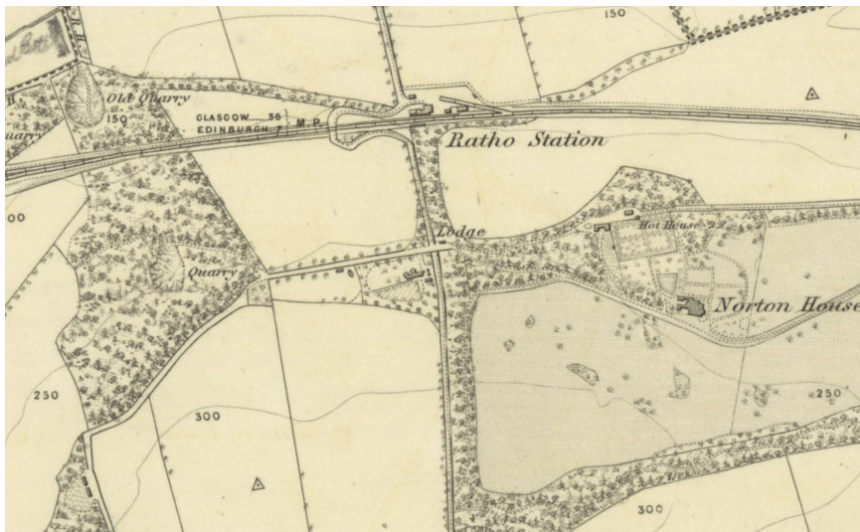 150
Old Quarry
150
GLASGOW.....36
EDINBURGH 7
M.P.
Quarry
Ratho Station
00
Lodge
Hot House
Quarry
Norton House
250
250
300
300